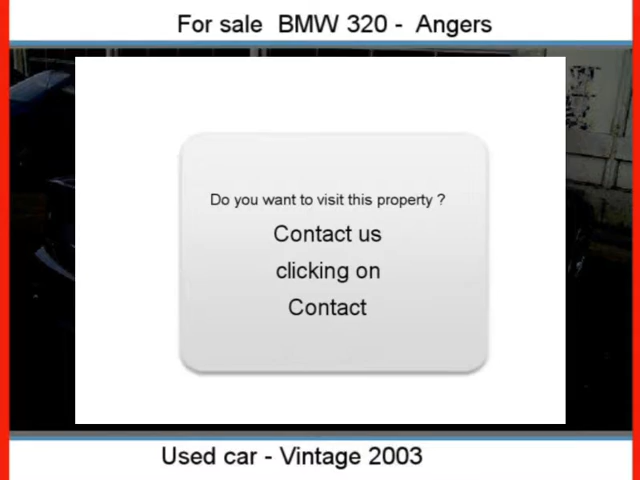 For sale BMW 320 - Angers
Do you want to visit this property ?
Contact us
clicking on
Contact
Used car - Vintage 2003